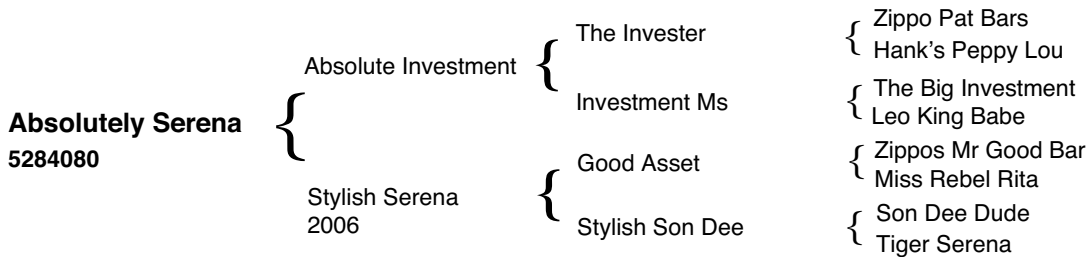 Absolutely Serena
5284080
Absolute Investment
Stylish Serena
2006
The Invester
Investment Ms
Good Asset
Stylish Son Dee
Zippo Pat Bars
Hank's Peppy Lou
The Big Investment
Leo King Babe
Zippos Mr Good Bar
Miss Rebel Rita
Son Dee Dude
Tiger Serena